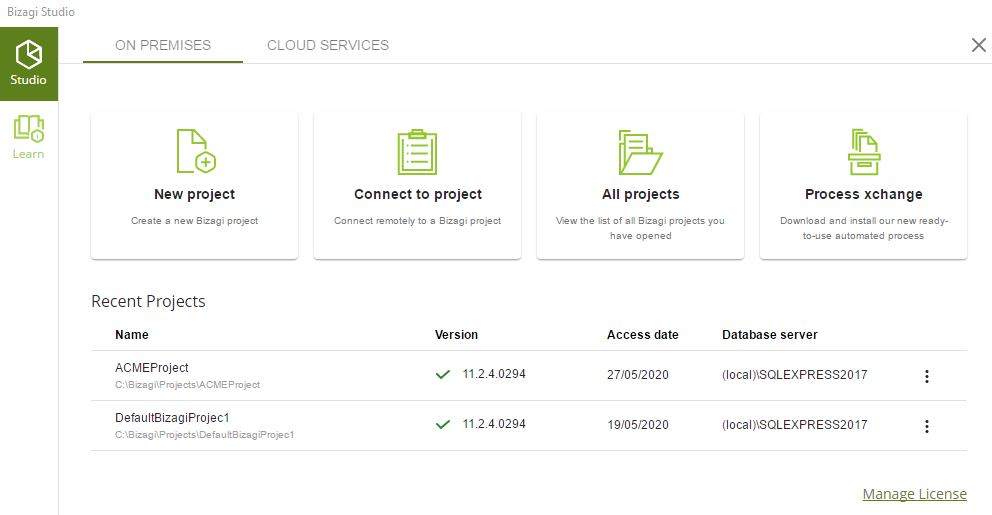 Bizagi Studio
ON PREMISES CLOUD SERVICES
Studio
Learn
New project
Create a new Bizagi project
Connect to project
Connect remotely to a Bizagi project
All projects
View the list of all Bizagi projects you
have opened
Process xchange
Download and install our new ready-
to-use automated process
Recent Projects
Name Version Access date Database server
ACMEProject 11.2.4.0294 27/05/2020 (local)\SQLEXPRESS2017
C:\Bizagi\Projects\ACMEProject
DefaultBizagiProjec1 11.2.4.0294 19/05/2020 (local)\SQLEXPRESS2017
C:\Bizagi\Projects\DefaultBizagiProjec1
Manage License